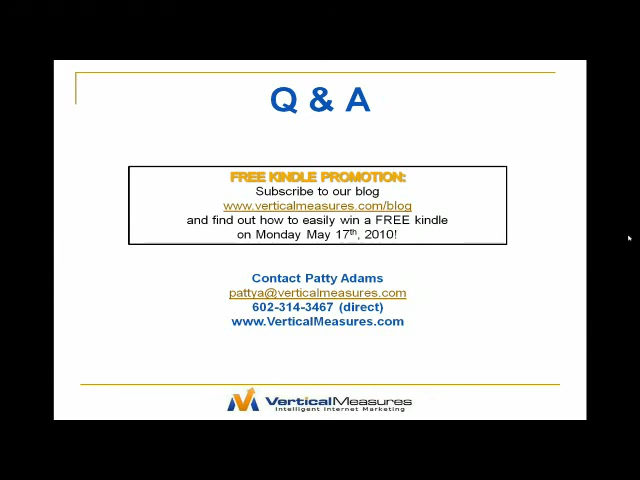 Q & A
FREE KINDLE PROMOTION:
Subscribe to our blog
www.verticalmeasures.com/blog
and find out how to easily win a FREE kindle
on Monday May 17th, 2010!
Contact Patty Adams
pattya@verticalmeasures.com
602-314-3467 (direct)
www.VerticalMeasures.com
VerticalMeasures
Intelligent Internet Marketing